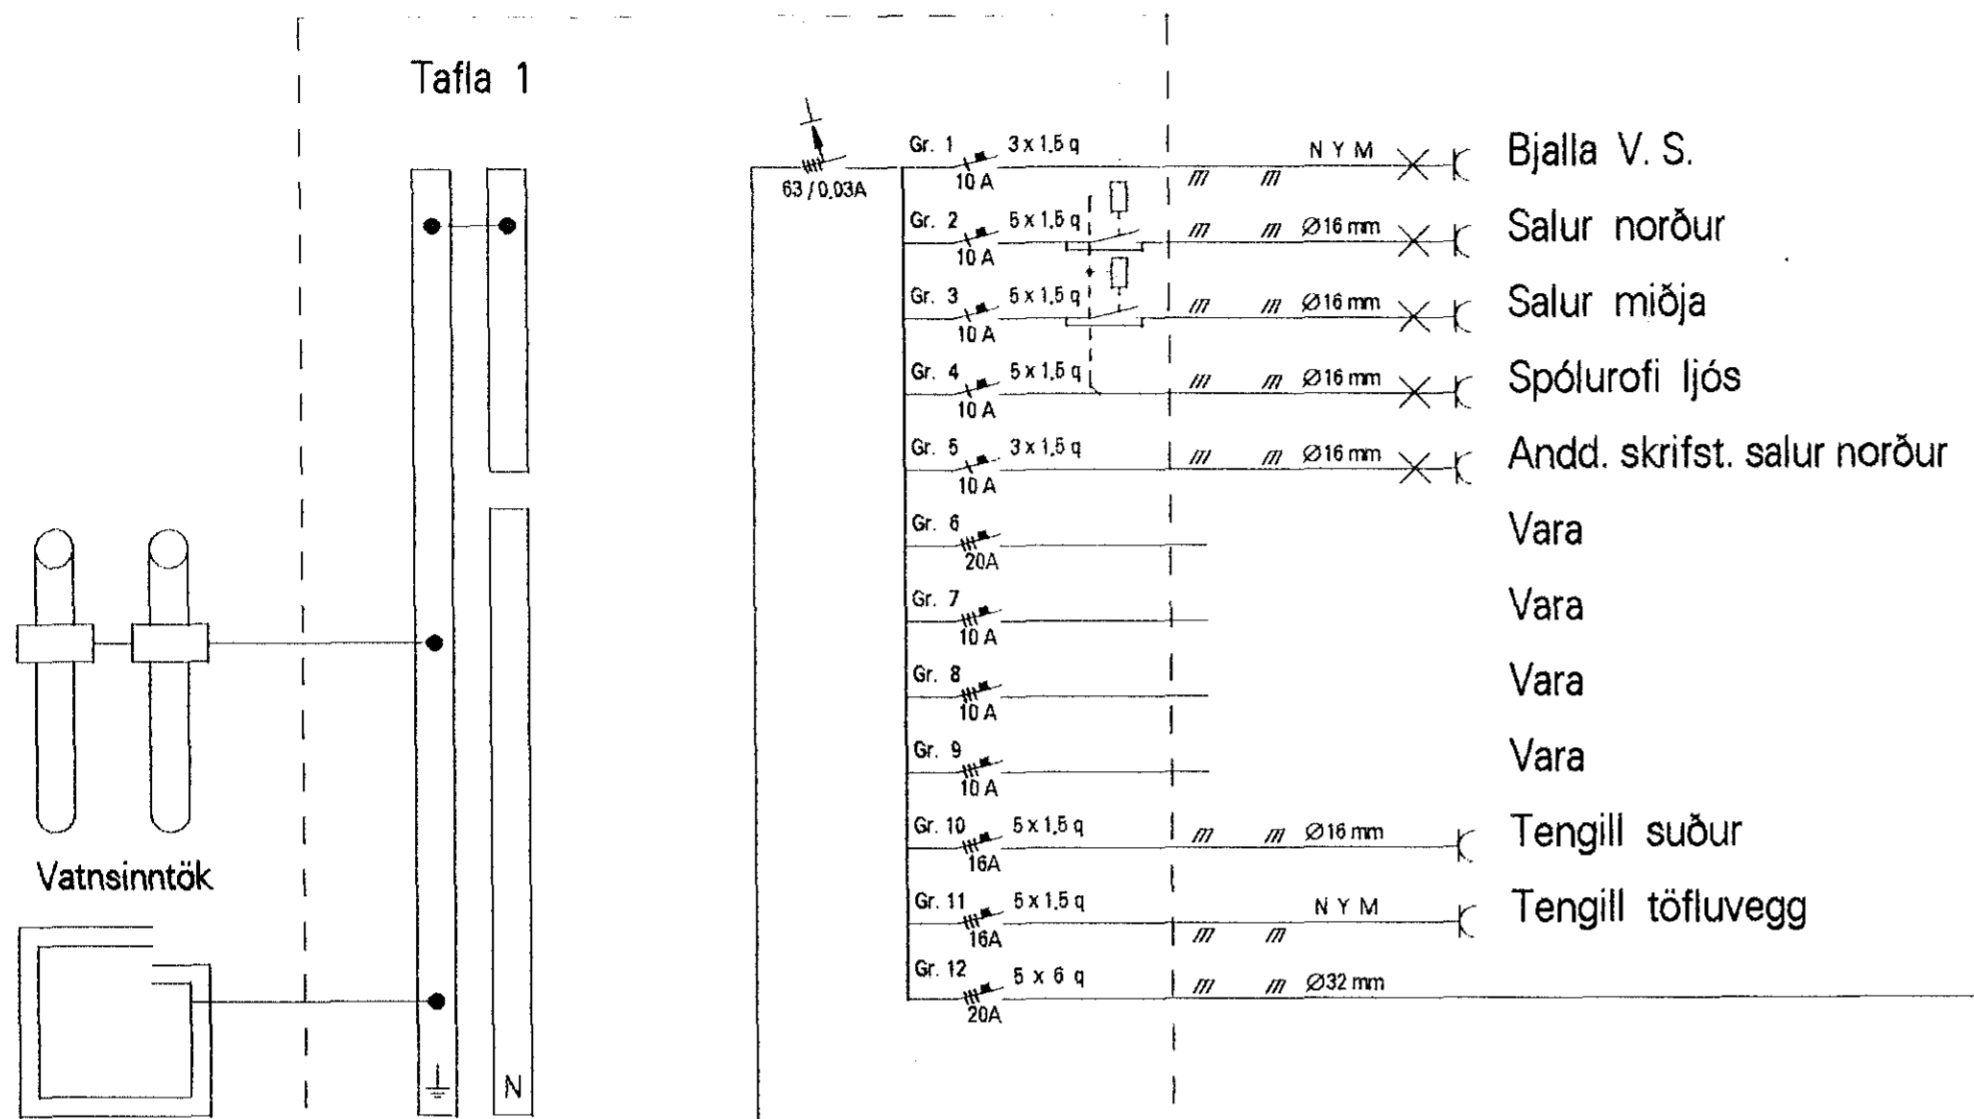 Tafla 1
63 / 0,03A
Gr. 1 3 x 1,5 q N Y M Bjalla V. S.
10 A
Gr. 2 5 x 1,5 q Ø16 mm Salur norður
10 A
Gr. 3 5 x 1,5 q Ø16 mm Salur miðja
10 A
Gr. 4 5 x 1,5 q Ø16 mm Spólurofi ljós
10 A
Gr. 5 3 x 1,5 q Ø16 mm Andd. skrifst. salur norður
10 A
Gr. 6 Vara
20A
Gr. 7 Vara
10 A
Gr. 8 Vara
10 A
Gr. 9 Vara
10 A
Gr. 10 5 x 1,5 q Ø16 mm Tengill suður
16A
Gr. 11 5 x 1,5 q N Y M Tengill töfluvegg
16A
Gr. 12 5 x 6 q Ø32 mm
20A
Vatnsinntök
N